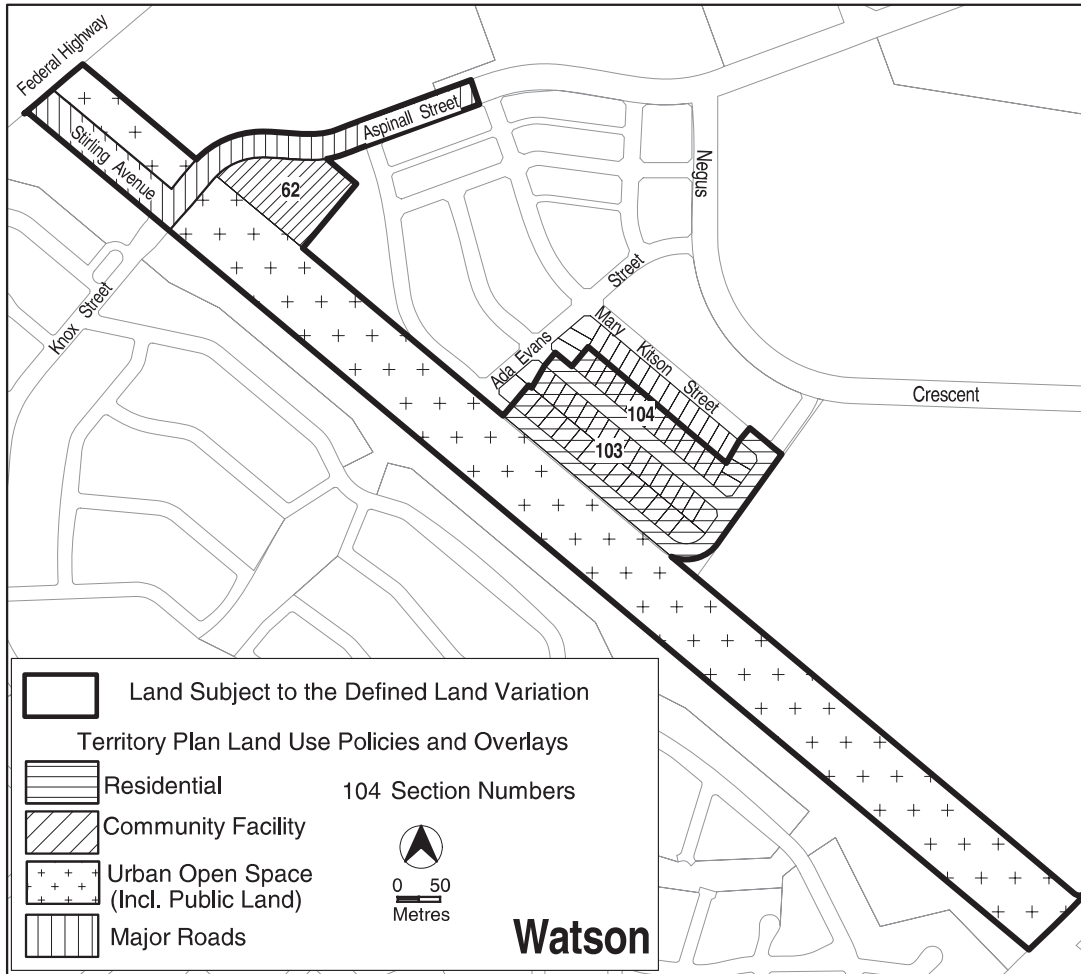 Federal Highway
Stirling Avenue
Aspinall Street
62
Knox Street
Negus
Crescent
Ada Evans
Street
Mary Kitson Street
104
103
Land Subject to the Defined Land Variation
Territory Plan Land Use Policies and Overlays
Residential
104 Section Numbers
Community Facility
Urban Open Space
(Incl. Public Land)
Major Roads
0 50
Metres
Watson